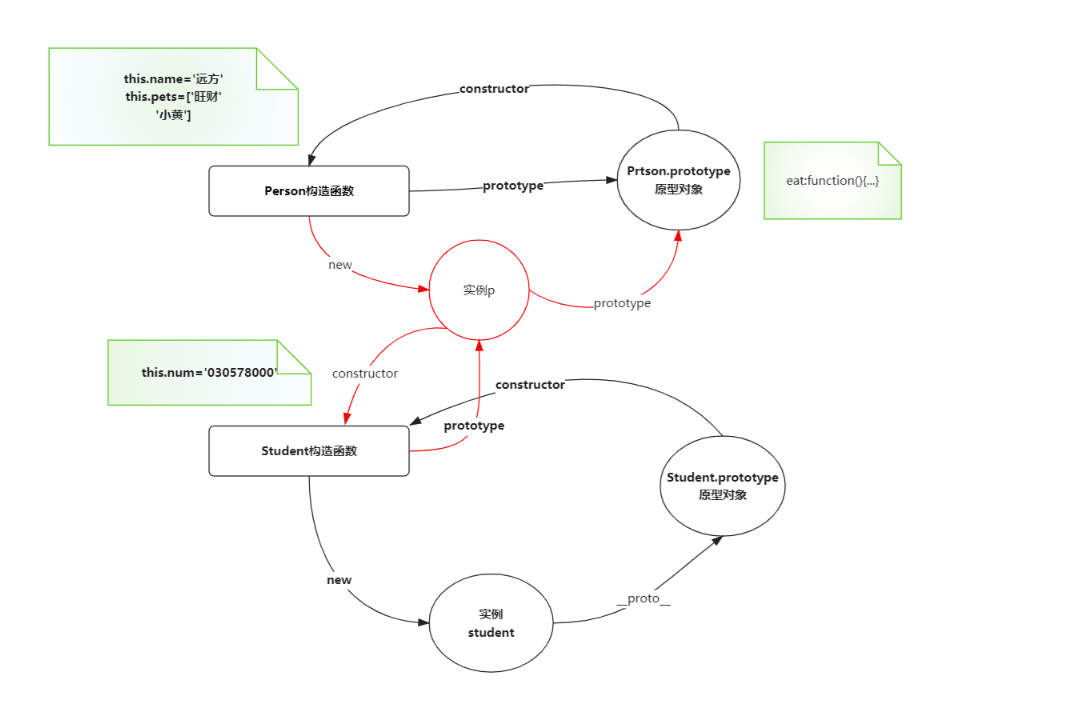 this.name='远方'
this.pets=['旺财'
'小黄']
constructor
Person构造函数
prototype
Prtson.prototype
原型对象
eat:function(){...}
new
实例p
prototype
this.num='030578000'
constructor
constructor
prototype
Student构造函数
Student.prototype
原型对象
new
实例
student
__proto__